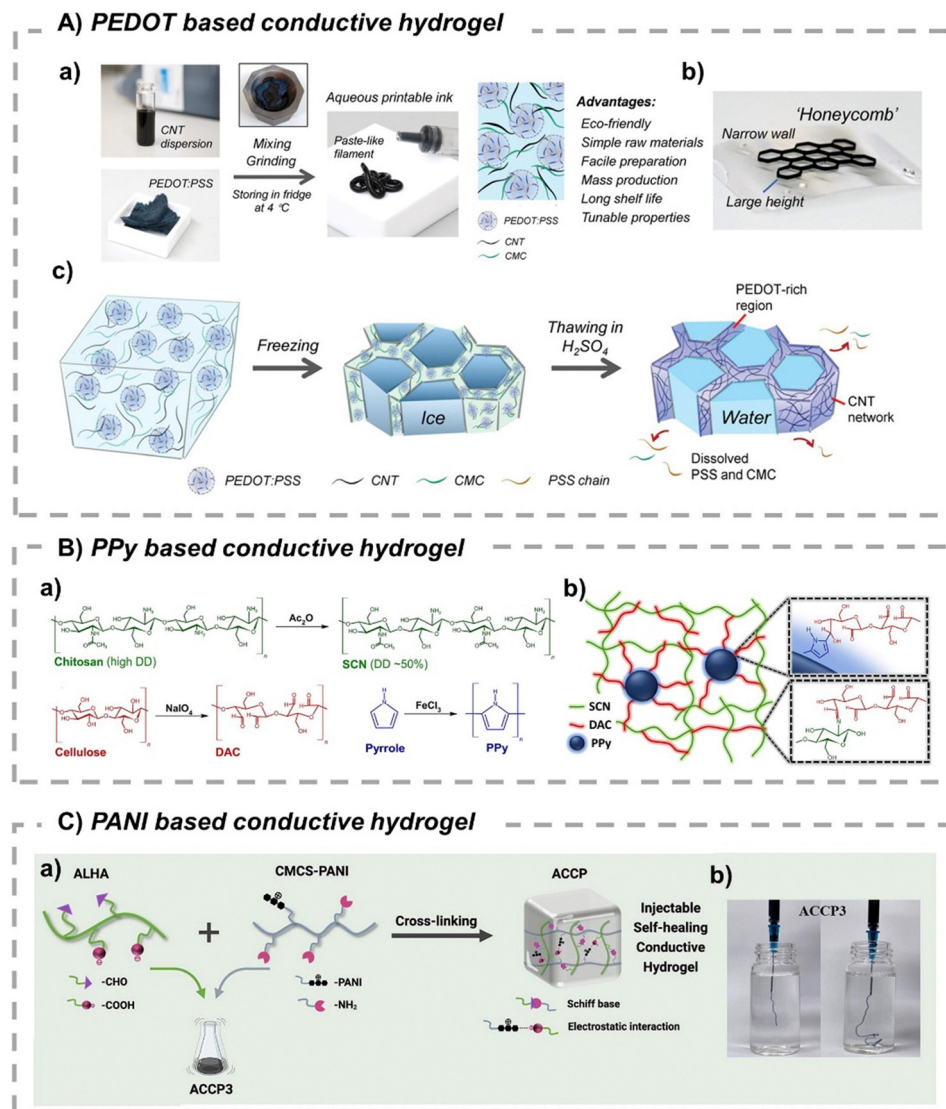 A) PEDOT based conductive hydrogel
a)
CNT
dispersion
PEDOT:PSS
Mixing
Grinding
Storing in fridge
at 4 °C
Aqueous printable ink
Paste-like
filament
PEDOT:PSS
CNT
CMC
Advantages:
Eco-friendly
Simple raw materials
Facile preparation
Mass production
Long shelf life
Tunable properties
b)
'Honeycomb'
Narrow wall
Large height
c)
Freezing
Ice
Thawing in
H2SO4
PEDOT-rich
region
Water
CNT
network
Dissolved
PSS and CMC
PEDOT:PSS
CNT
CMC
PSS chain
B) PPy based conductive hydrogel
a)
Ac2O
Chitosan (high DD)
SCN (DD ~50%)
NaIO4
Cellulose
DAC
FeCl3
Pyrrole
PPy
b)
SCN
DAC
PPy
C) PANI based conductive hydrogel
a)
ALHA
+
CMCS-PANI
Cross-linking
ACCP
Injectable
Self-healing
Conductive
Hydrogel
-CHO
-COOH
-PANI
-NH2
ACCP3
Schiff base
Electrostatic interaction
b)
ACCP3